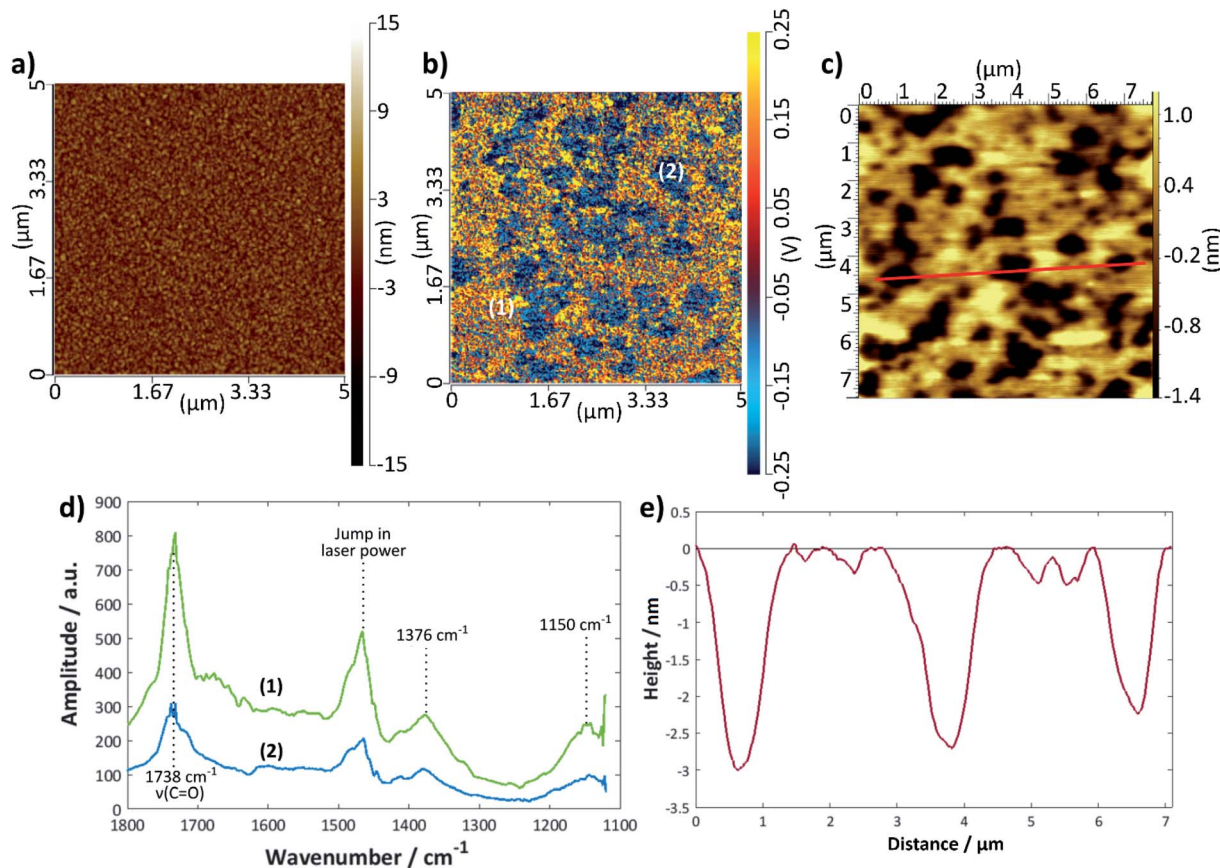 a)
15
9
3
(nm)
-3
-9
-15
5
3.33
(µm)
1.67
0
0
1.67
3.33
5
(µm)
b)
0.25
0.15
0.05
(V)
-0.05
-0.15
-0.25
5
3.33
(µm)
1.67
0
(1)
(2)
0
1.67
3.33
5
(µm)
c)
(µm)
0 1 2 3 4 5 6 7
0
1
2
3
(µm)
4
5
6
7
1.0
0.4
-0.2
(nm)
-0.8
-1.4
d)
900
800
700
600
500
400
300
200
100
0
Amplitude / a.u.
Jump in
laser power
1376 cm-1
1150 cm-1
(1)
(2)
1738 cm-1
ν(C=O)
1800 1700 1600 1500 1400 1300 1200 1100
Wavenumber / cm-1
e)
0.5
0
-0.5
-1
-1.5
-2
-2.5
-3
-3.5
Height / nm
0 1 2 3 4 5 6 7
Distance / µm